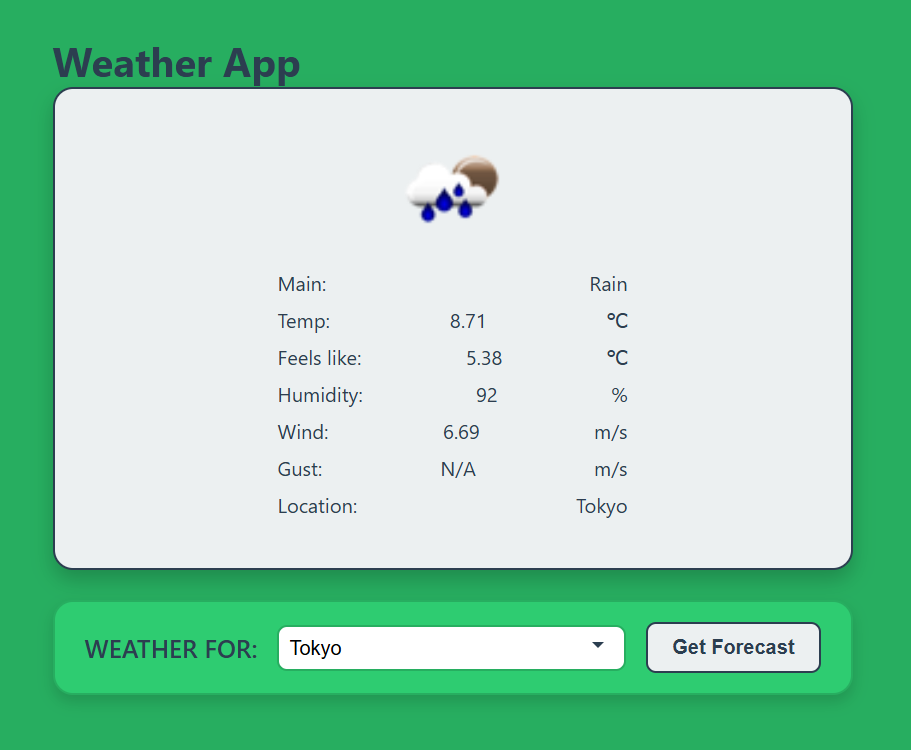 Weather App
Main: Rain
Temp: 8.71 °C
Feels like: 5.38 °C
Humidity: 92 %
Wind: 6.69 m/s
Gust: N/A m/s
Location: Tokyo
WEATHER FOR: Tokyo Get Forecast